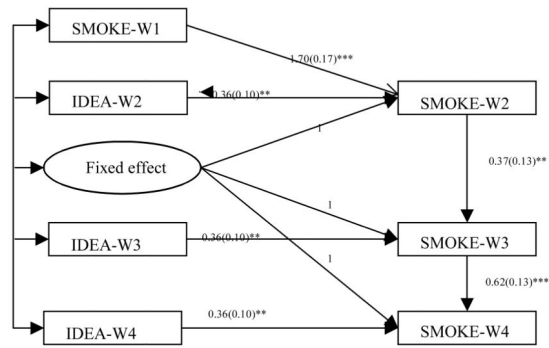 SMOKE-W1
1.70(0.17)***
IDEA-W2
0.36(0.10)**
SMOKE-W2
1
Fixed effect
0.37(0.13)**
1
IDEA-W3
0.36(0.10)**
SMOKE-W3
1
0.62(0.13)***
0.36(0.10)**
IDEA-W4
SMOKE-W4